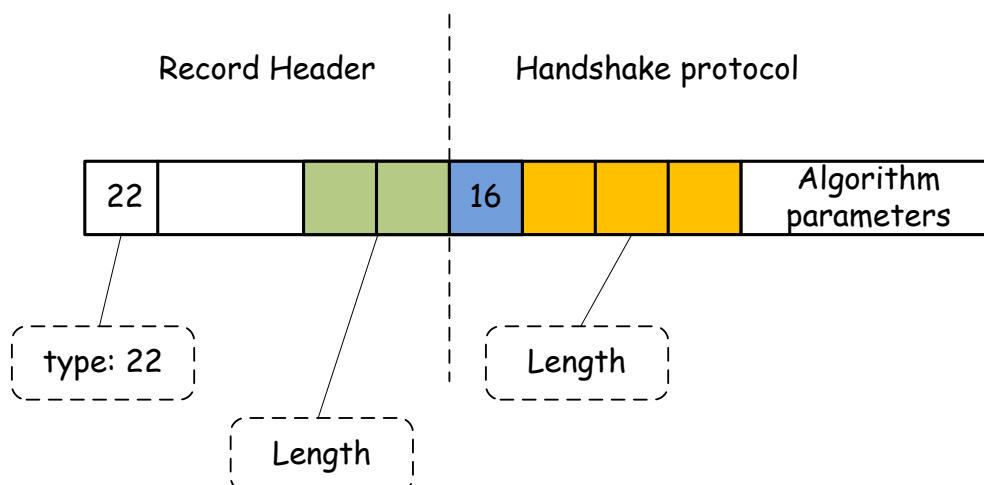 Record Header
Handshake protocol
22
16
Algorithm
parameters
type: 22
Length
Length